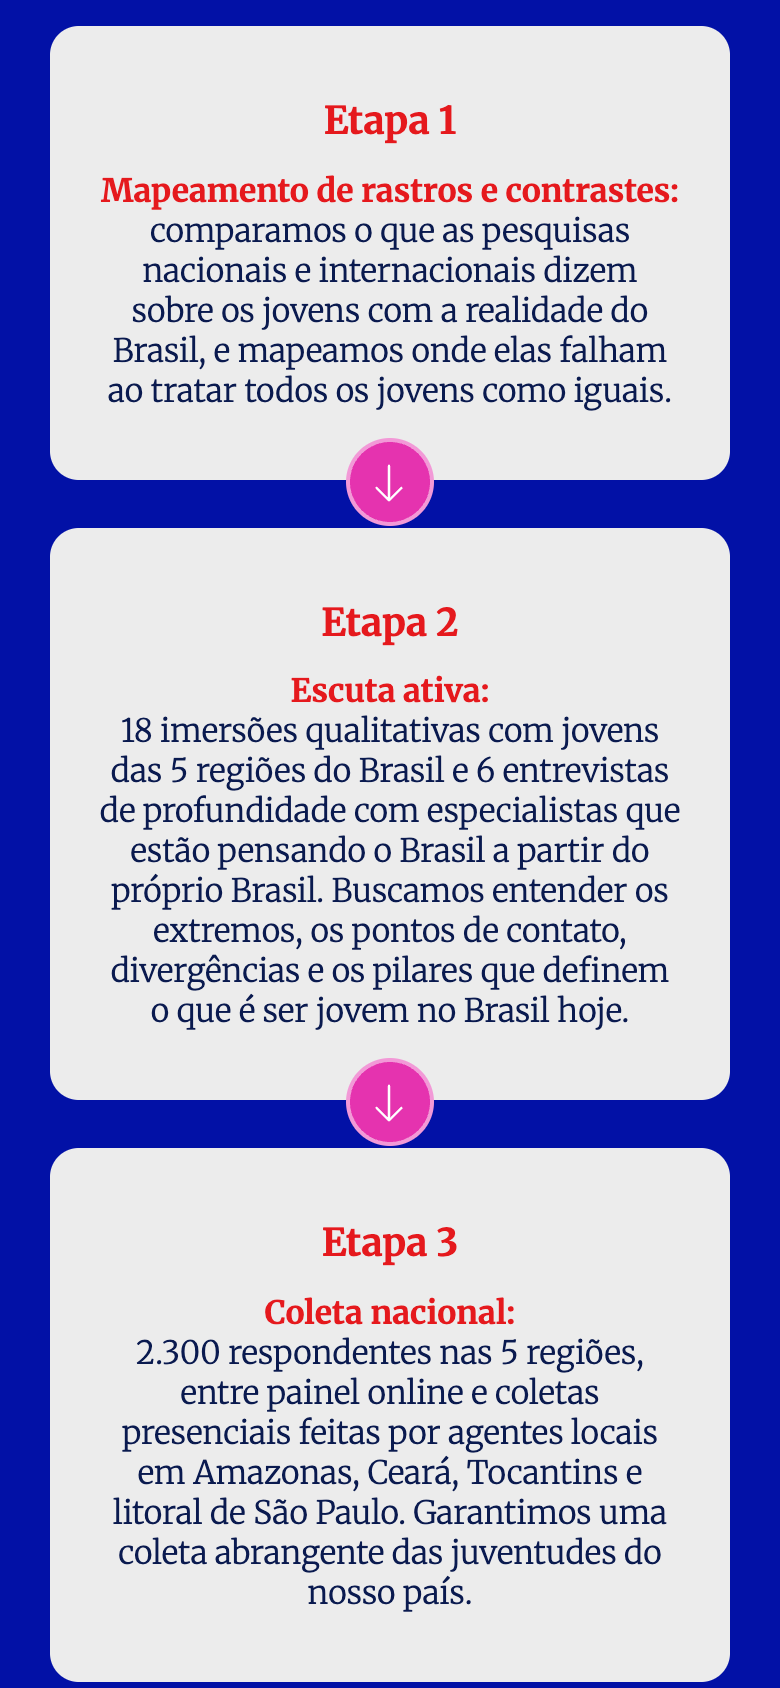 Etapa 1
Mapeamento de rastros e contrastes:
comparamos o que as pesquisas
nacionais e internacionais dizem
sobre os jovens com a realidade do
Brasil, e mapeamos onde elas falham
ao tratar todos os jovens como iguais.
Etapa 2
Escuta ativa:
18 imersões qualitativas com jovens
das 5 regiões do Brasil e 6 entrevistas
de profundidade com especialistas que
estão pensando o Brasil a partir do
próprio Brasil. Buscamos entender os
extremos, os pontos de contato,
divergências e os pilares que definem
o que é ser jovem no Brasil hoje.
Etapa 3
Coleta nacional:
2.300 respondentes nas 5 regiões,
entre painel online e coletas
presenciais feitas por agentes locais
em Amazonas, Ceará, Tocantins e
litoral de São Paulo. Garantimos uma
coleta abrangente das juventudes do
nosso país.